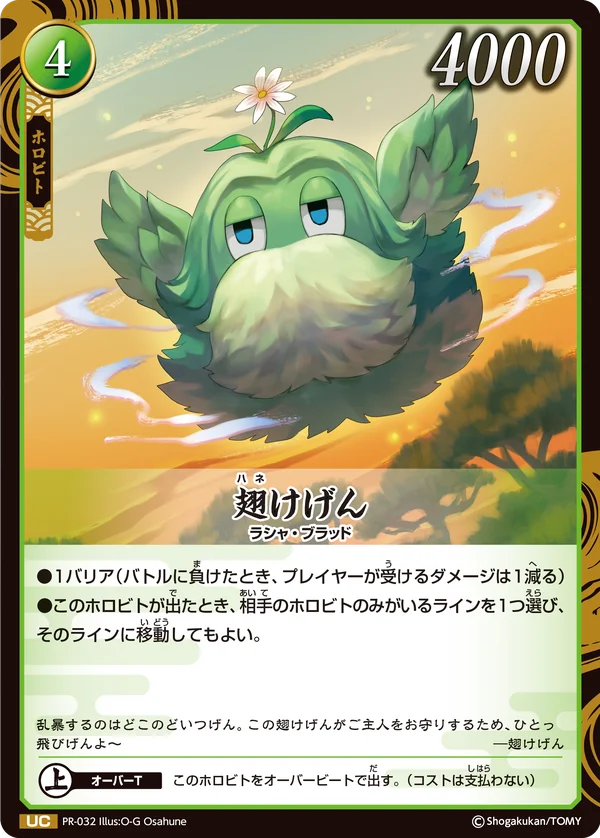 4
4000
ホロビト
ハネ
翅けげん
ラシャ・ブラッド
●1バリア(バトルに負けたとき、プレイヤーが受けるダメージは1減る)
●このホロビトが出たとき、相手のホロビトのみがいるラインを1つ選び、
そのラインに移動してもよい。
乱暴するのはどこのどいつげん。この翅けげんがご主人をお守りするため、ひとっ
飛びげんよ〜
―翅けげん
上 オーバーT このホロビトをオーバービートで出す。(コストは支払わない)
UC PR-032 Illus:O-G Osahune
©Shogakukan/TOMY